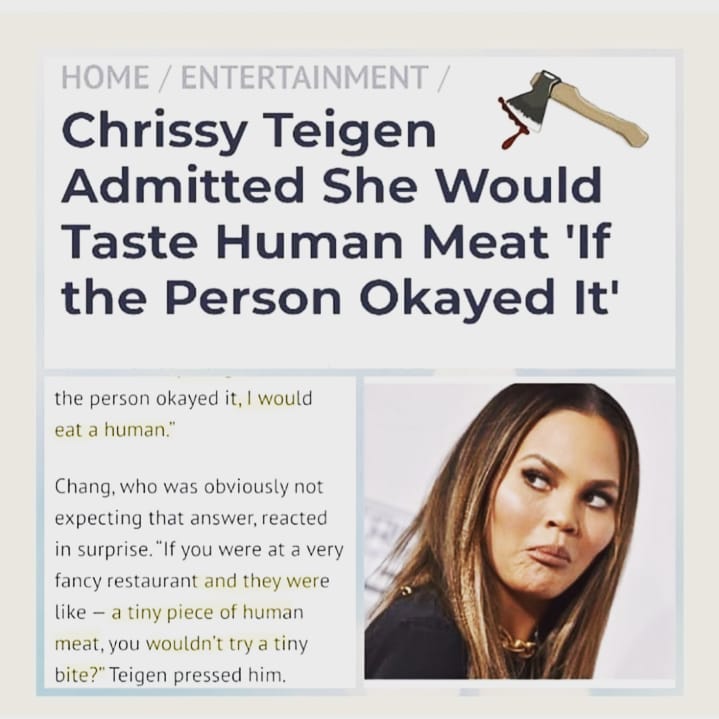 HOME / ENTERTAINMENT /
Chrissy Teigen
Admitted She Would
Taste Human Meat 'If
the Person Okayed It'
the person okayed it, I would
eat a human."
Chang, who was obviously not
expecting that answer, reacted
in surprise. "If you were at a very
fancy restaurant and they were
like — a tiny piece of human
meat, you wouldn't try a tiny
bite?" Teigen pressed him.